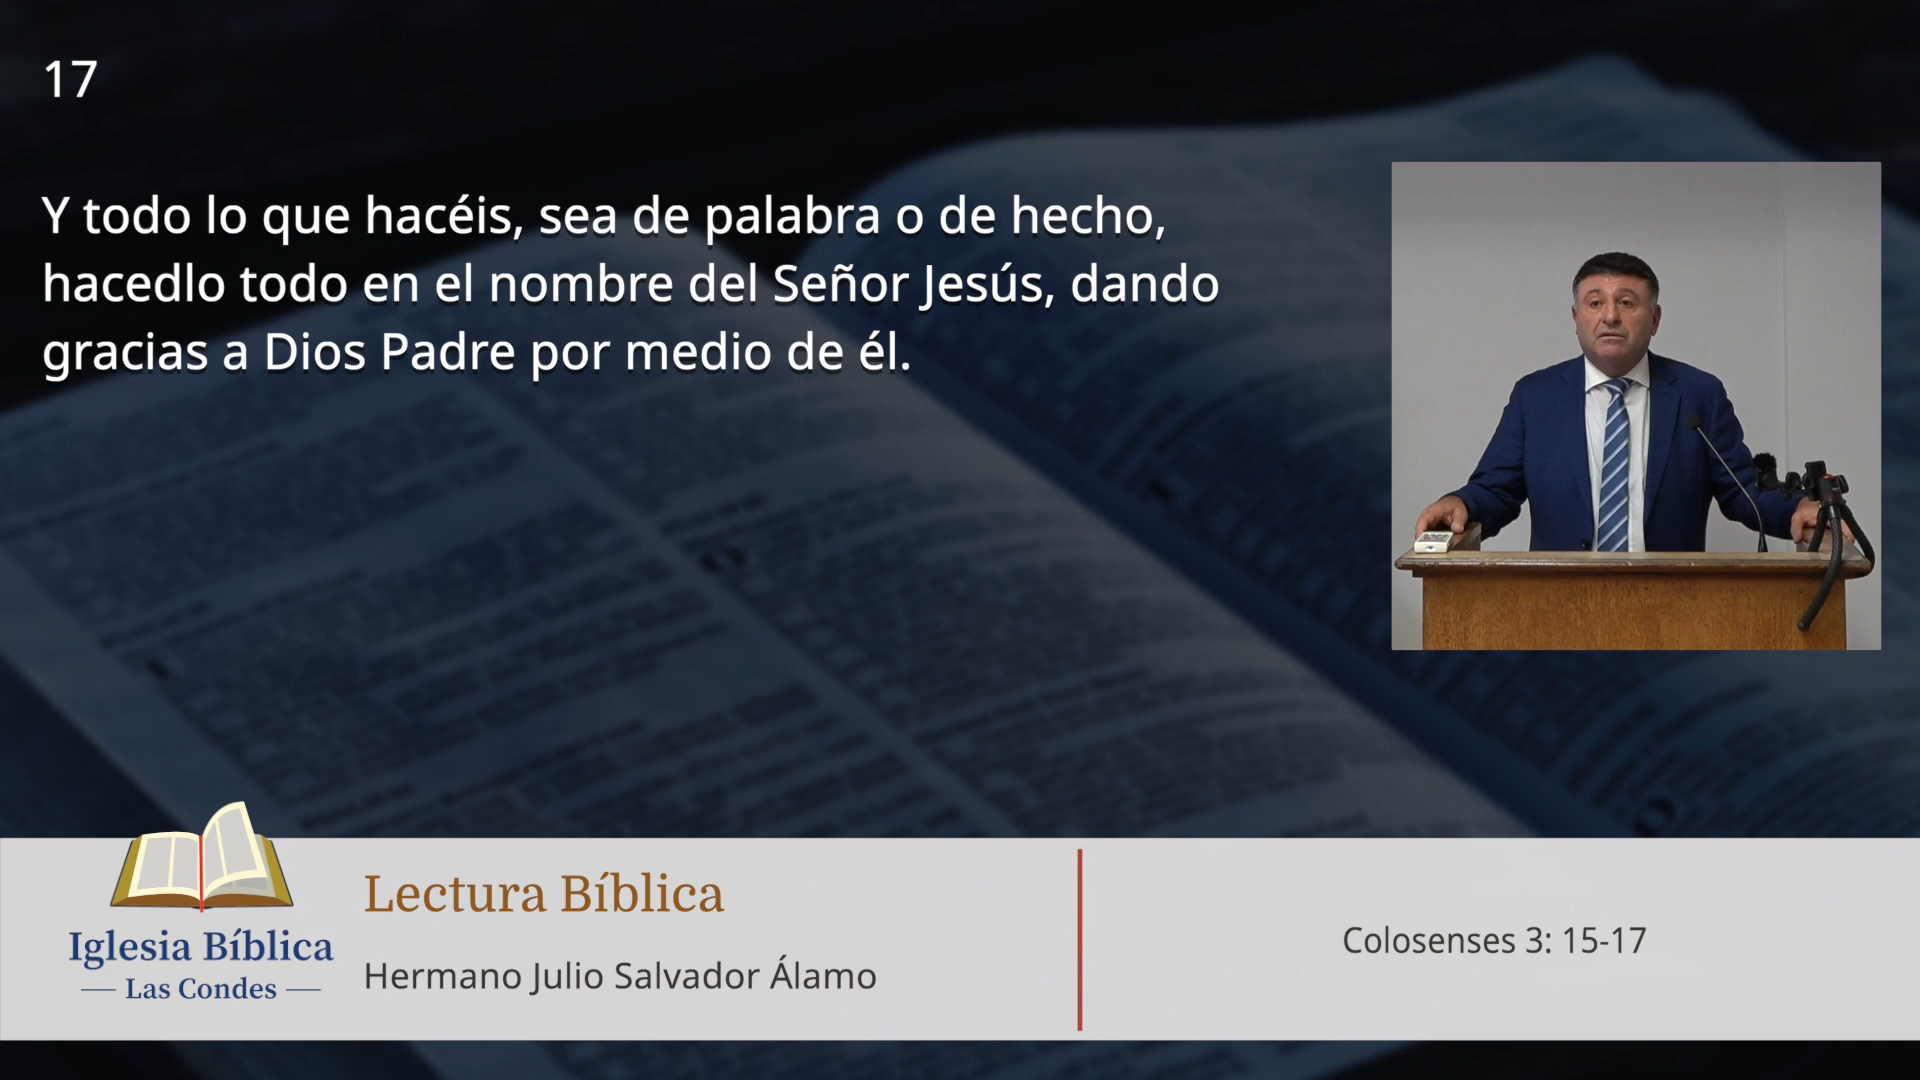 17
Y todo lo que hacéis, sea de palabra o de hecho,
hacedlo todo en el nombre del Señor Jesús, dando
gracias a Dios Padre por medio de él.
Iglesia Bíblica
Las Condes
Lectura Bíblica
Hermano Julio Salvador Álamo
Colosenses 3: 15-17